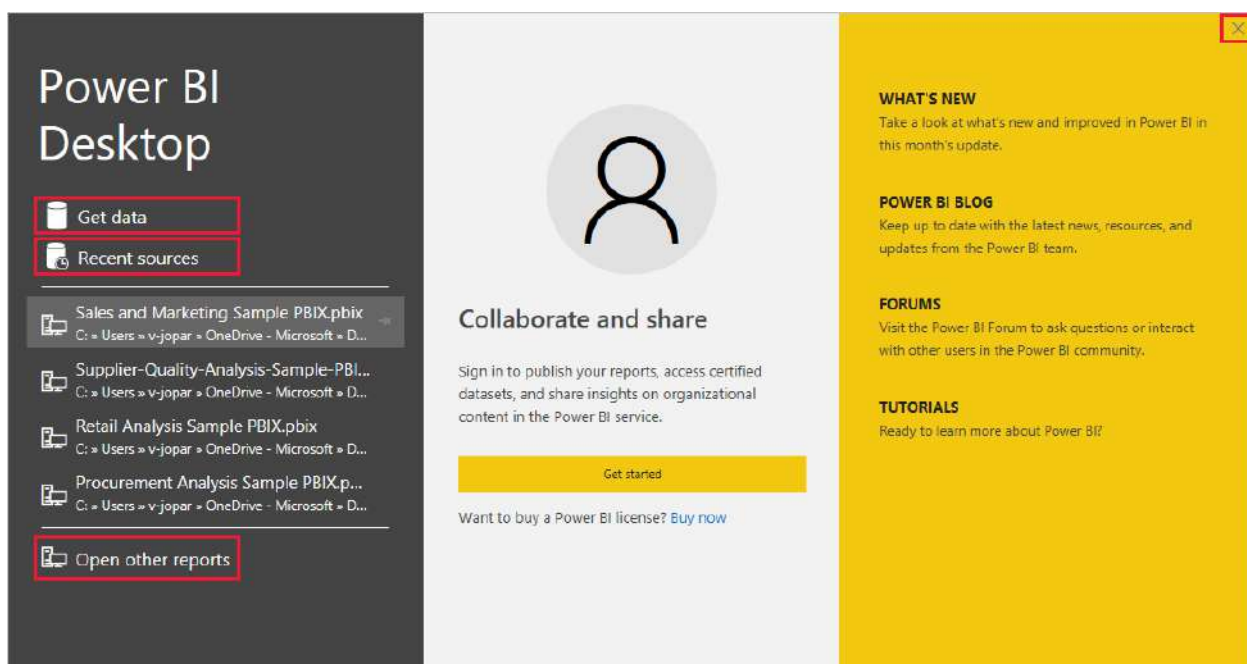 Power BI
Desktop
Get data
Recent sources
Sales and Marketing Sample PBIX.pbix
C: » Users » v-jopar » OneDrive - Microsoft » D...
Supplier-Quality-Analysis-Sample-PBI...
C: » Users » v-jopar » OneDrive - Microsoft » D...
Retail Analysis Sample PBIX.pbix
C: » Users » v-jopar » OneDrive - Microsoft » D...
Procurement Analysis Sample PBIX.p...
C: » Users » v-jopar » OneDrive - Microsoft » D...
Open other reports
Collaborate and share
Sign in to publish your reports, access certified
datasets, and share insights on organizational
content in the Power BI service.
Get started
Want to buy a Power BI license? Buy now
WHAT'S NEW
Take a look at what's new and improved in Power BI in
this month's update.
POWER BI BLOG
Keep up to date with the latest news, resources, and
updates from the Power BI team.
FORUMS
Visit the Power BI Forum to ask questions or interact
with other users in the Power BI community.
TUTORIALS
Ready to learn more about Power BI?